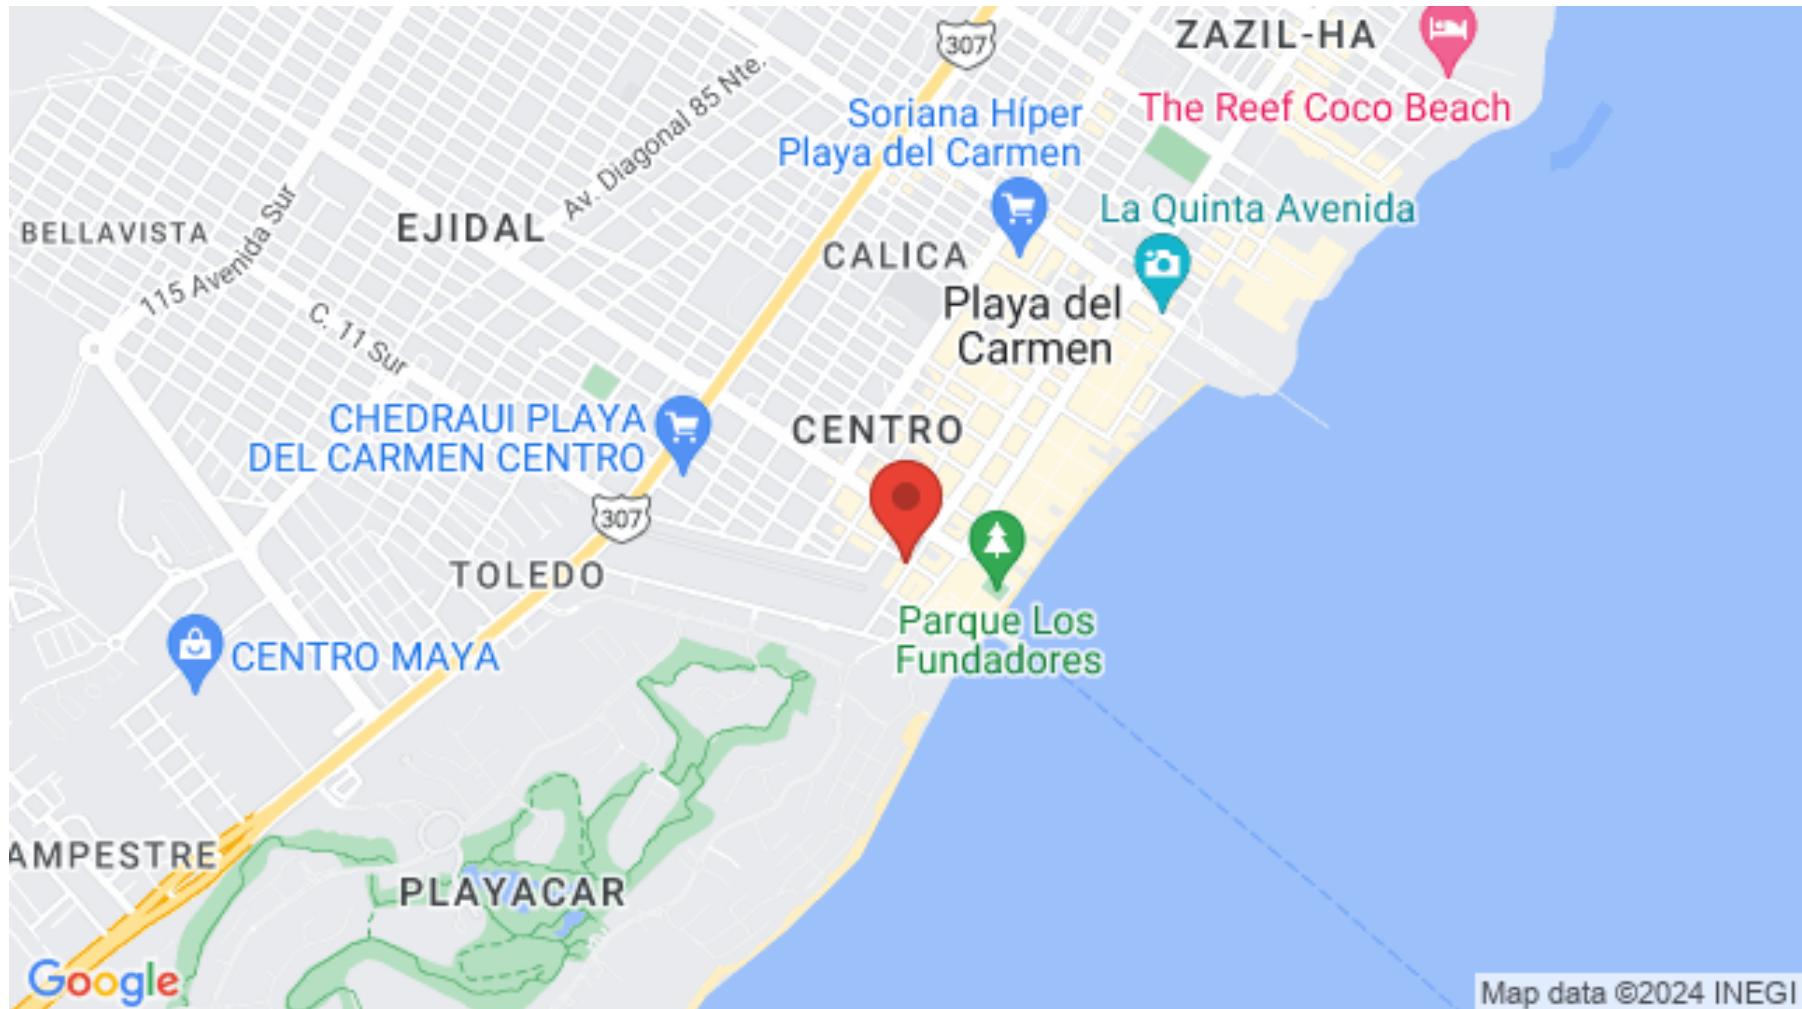 307
ZAZIL-HA
The Reef Coco Beach
Soriana Híper
Playa del Carmen
Av. Diagonal 85 Nte.
La Quinta Avenida
BELLAVISTA
EJIDAL
CALICA
115 Avenida Sur
Playa del
Carmen
C. 11 Sur
CHEDRAUI PLAYA
DEL CARMEN CENTRO
CENTRO
307
TOLEDO
Parque Los
Fundadores
CENTRO MAYA
AMPESTRE
PLAYACAR
Google
Map data ©2024 INEGI